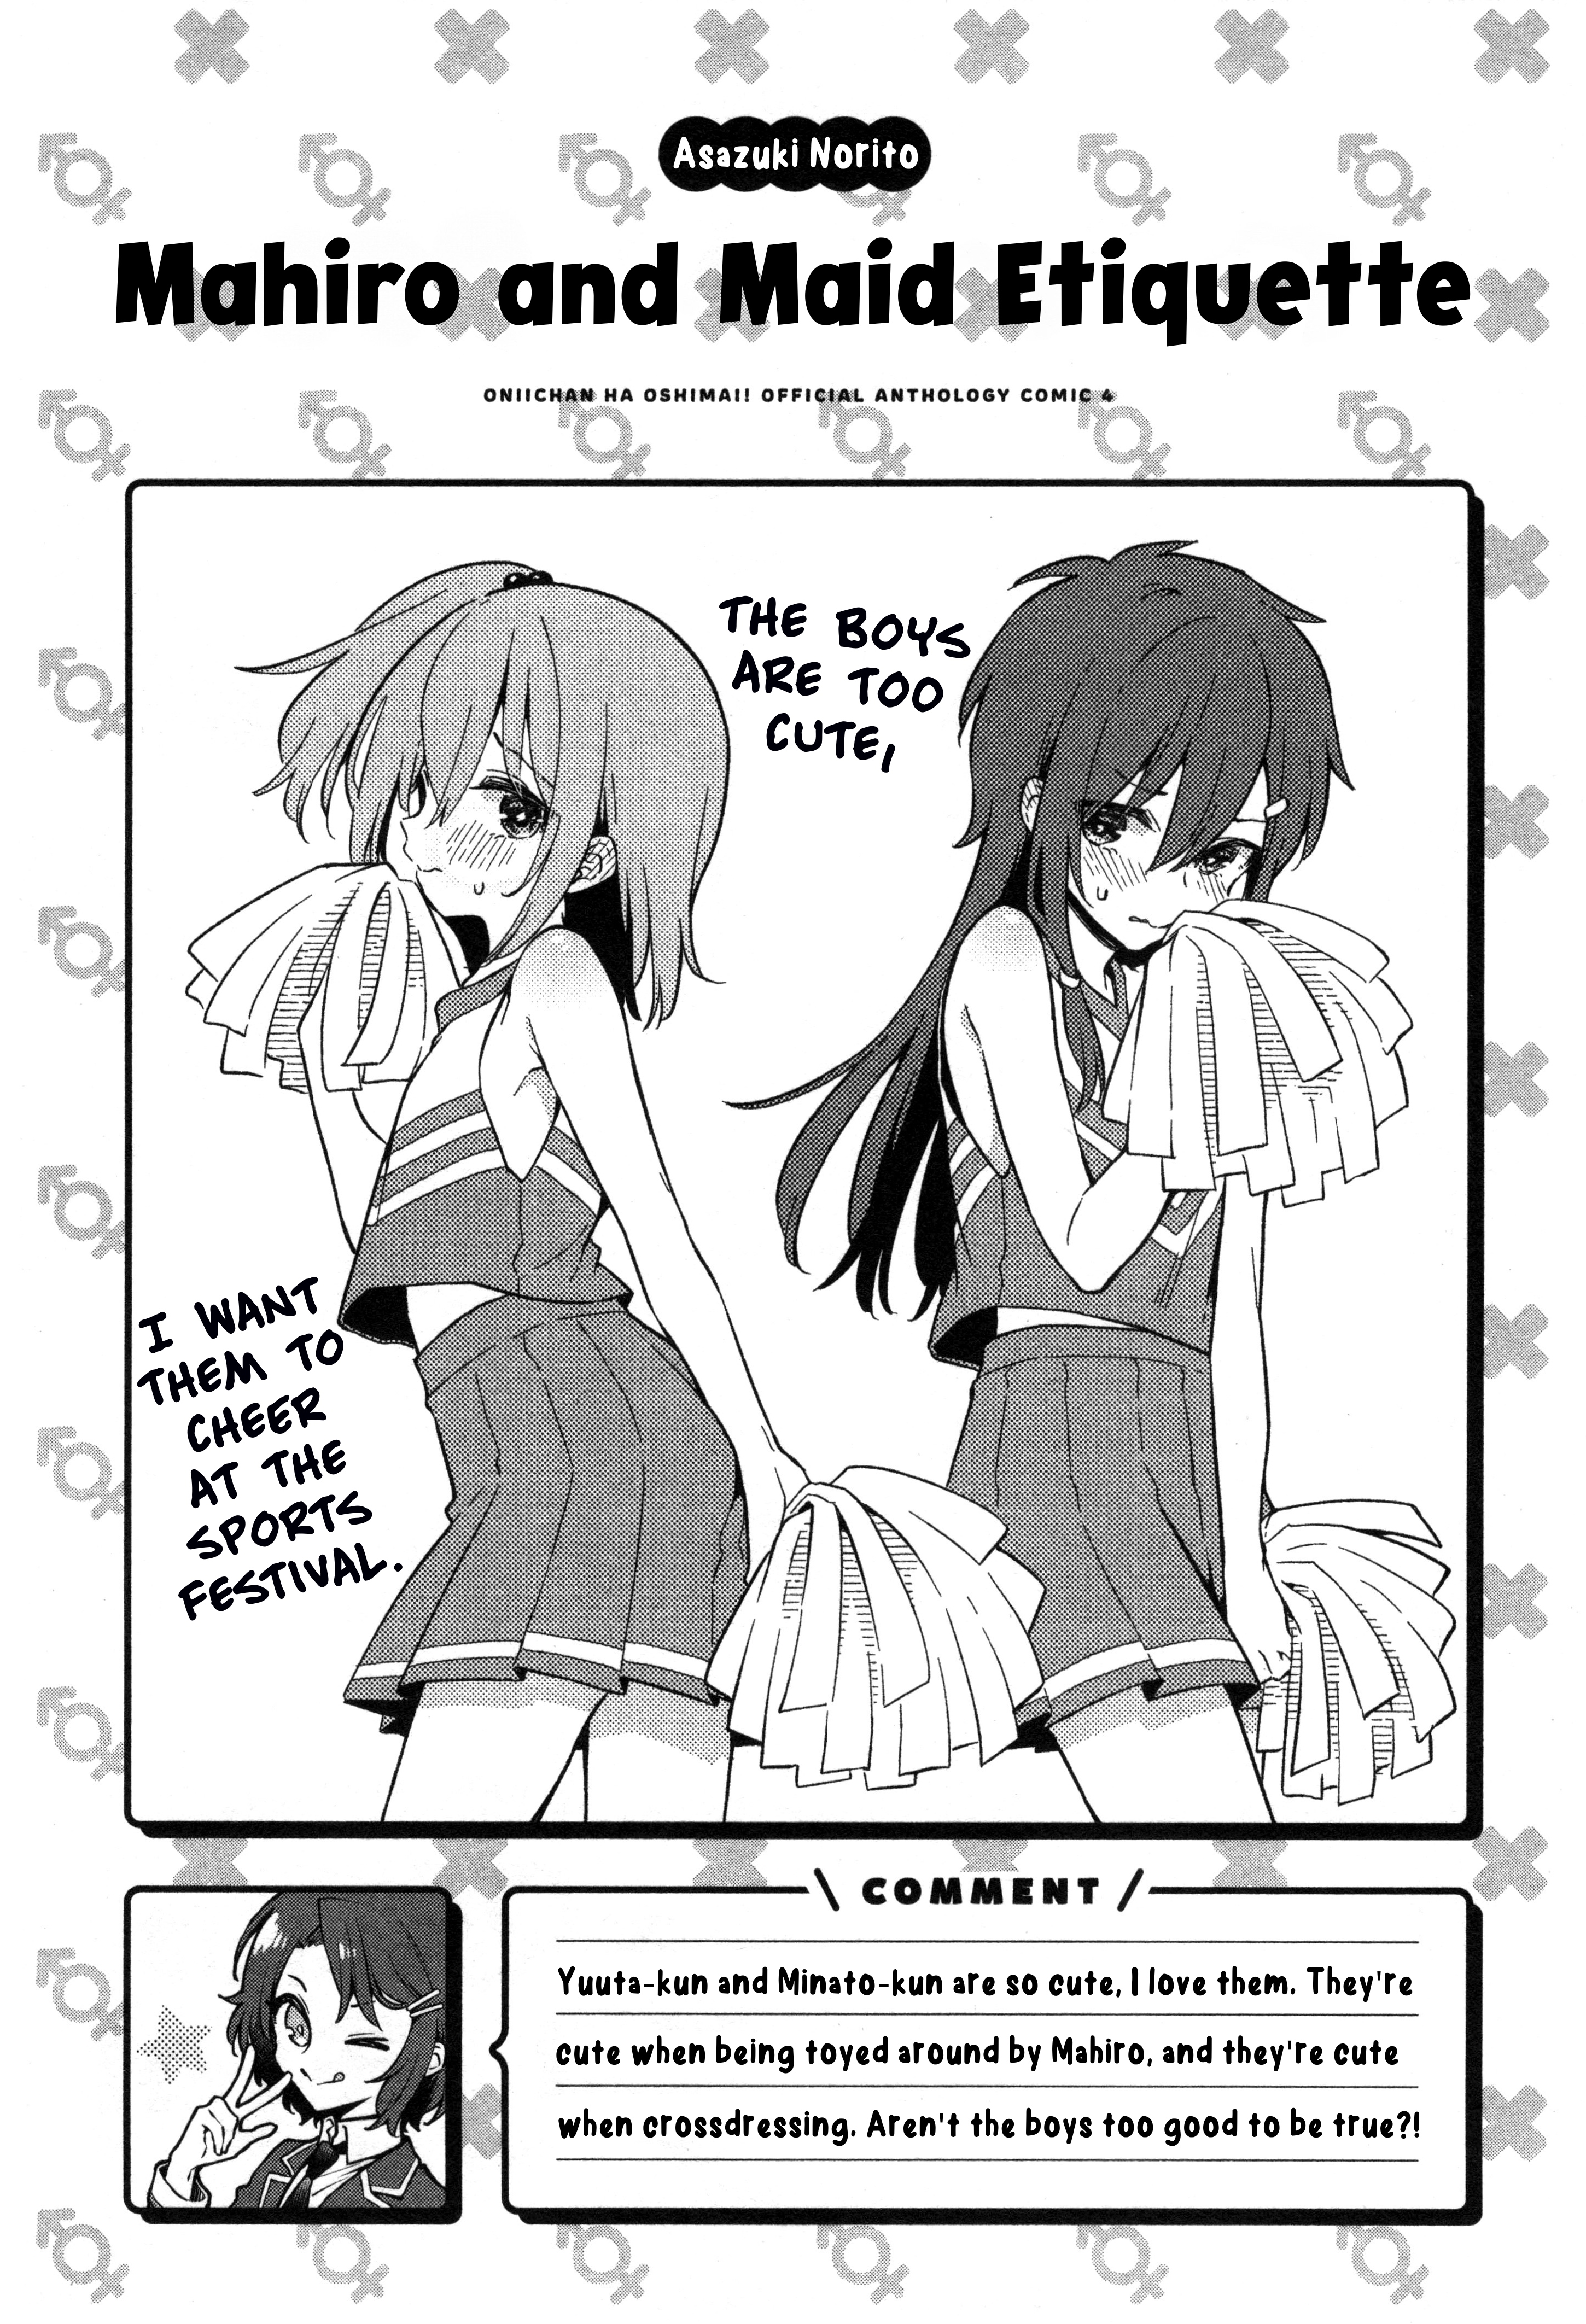 Asazuki Norito
Mahiro and Maid Etiquette
ONIICHAN HA OSHIMAI! OFFICIAL ANTHOLOGY COMIC 4
THE BOYS
ARE TOO
CUTE,
I WANT
THEM TO
CHEER
AT THE
SPORTS
FESTIVAL.
\ COMMENT /
Yuuta-kun and Minato-kun are so cute, I love them. They're
cute when being toyed around by Mahiro, and they're cute
when crossdressing. Aren't the boys too good to be true?!